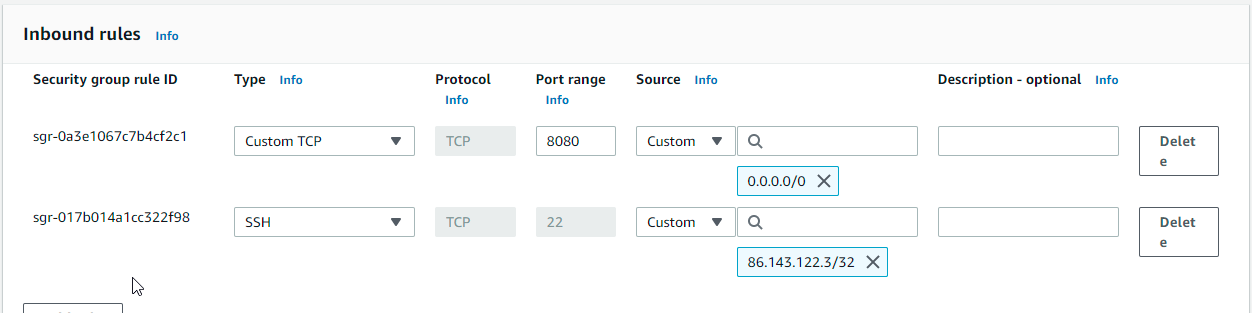 Inbound rules Info
Security group rule ID Type Info Protocol Info Port range Info Source Info Description - optional Info
sgr-0a3e1067c7b4cf2c1 Custom TCP TCP 8080 Custom Delet
e
0.0.0.0/0
sgr-017b014a1cc322f98 SSH TCP 22 Custom Delet
e
86.143.122.3/32